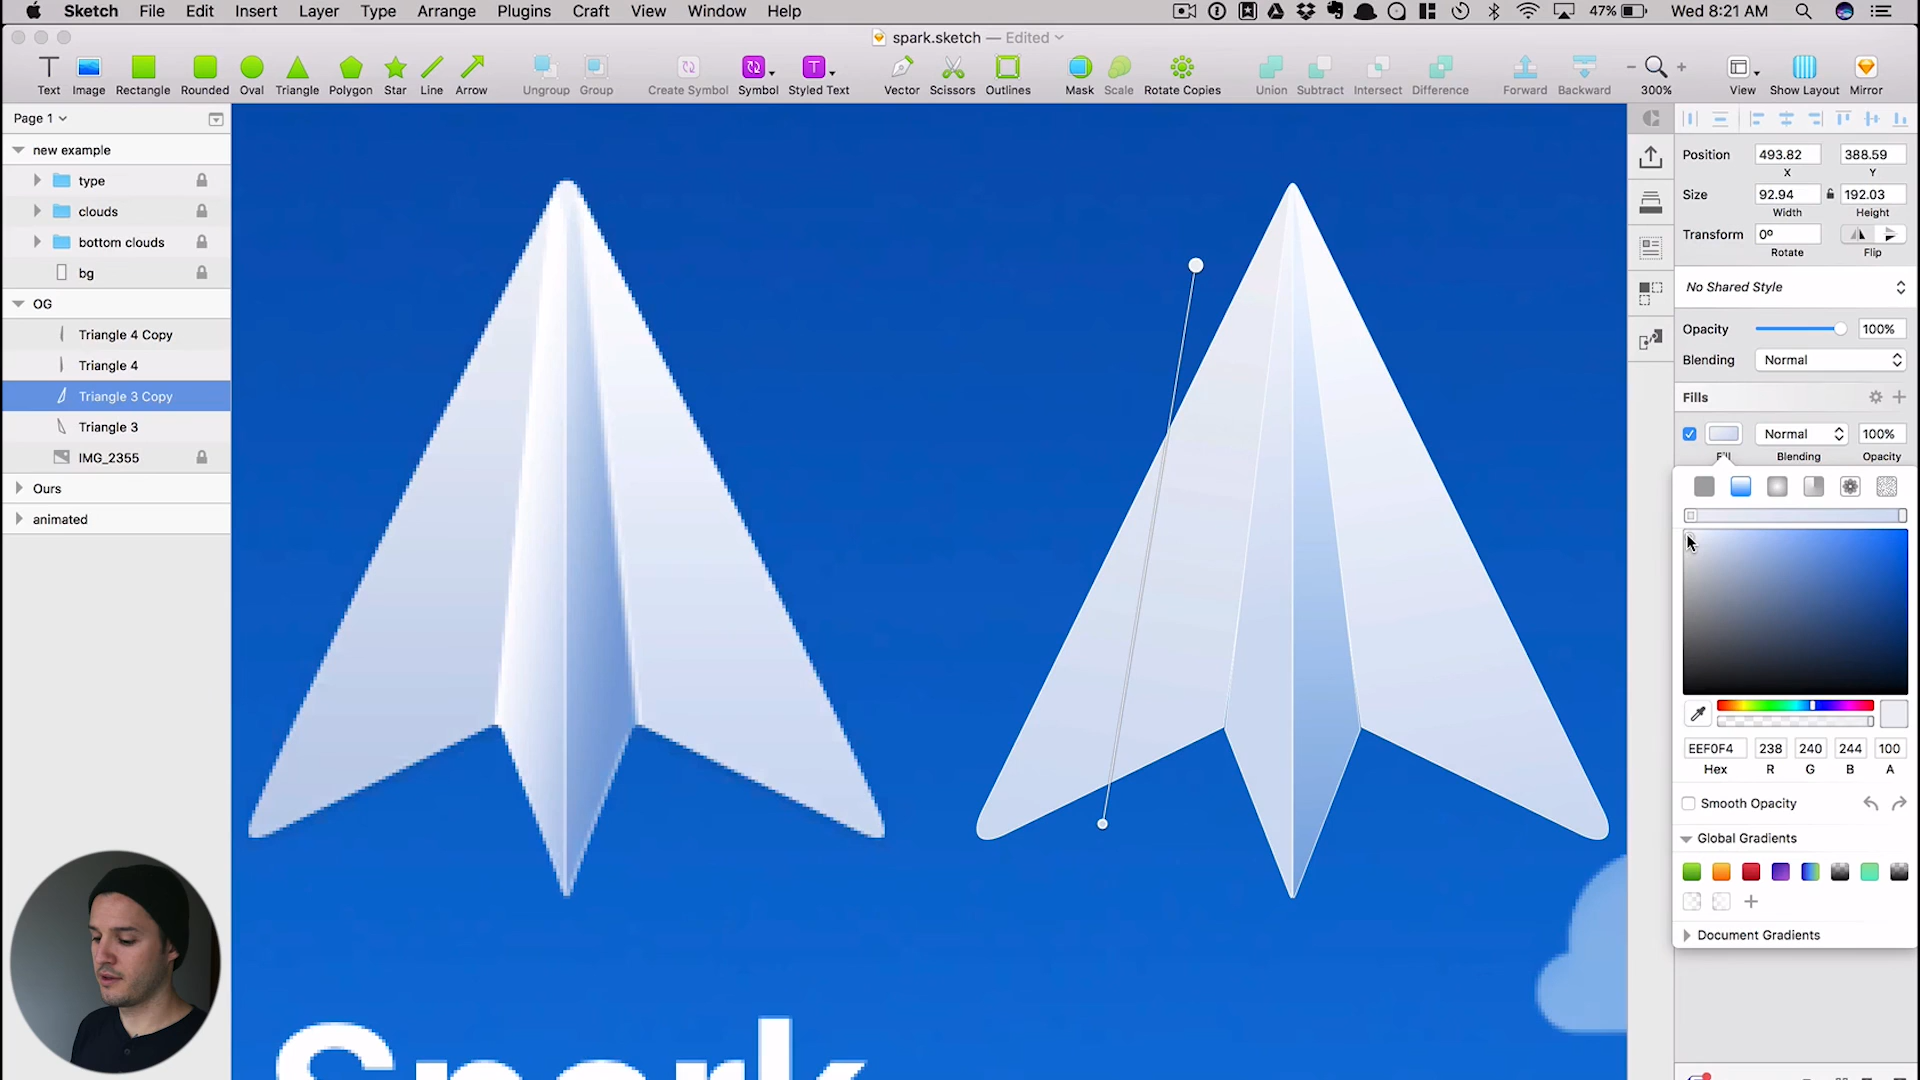 Sketch File Edit Insert Layer Type Arrange Plugins Craft View Window Help 47% Wed 8:21 AM
spark.sketch — Edited
Text Image Rectangle Rounded Oval Triangle Polygon Star Line Arrow Ungroup Group Create Symbol Symbol Styled Text Vector Scissors Outlines Mask Scale Rotate Copies Union Subtract Intersect Difference Forward Backward 300% View Show Layout Mirror
Page 1
new example
type
clouds
bottom clouds
bg
OG
Triangle 4 Copy
Triangle 4
Triangle 3 Copy
Triangle 3
IMG_2355
Ours
animated
Spark
Position 493.82 388.59
X Y
Size 92.94 192.03
Width Height
Transform 0º
Rotate Flip
No Shared Style
Opacity 100%
Blending Normal
Fills
Normal 100%
Fill Blending Opacity
EEF0F4 238 240 244 100
Hex R G B A
Smooth Opacity
Global Gradients
Document Gradients